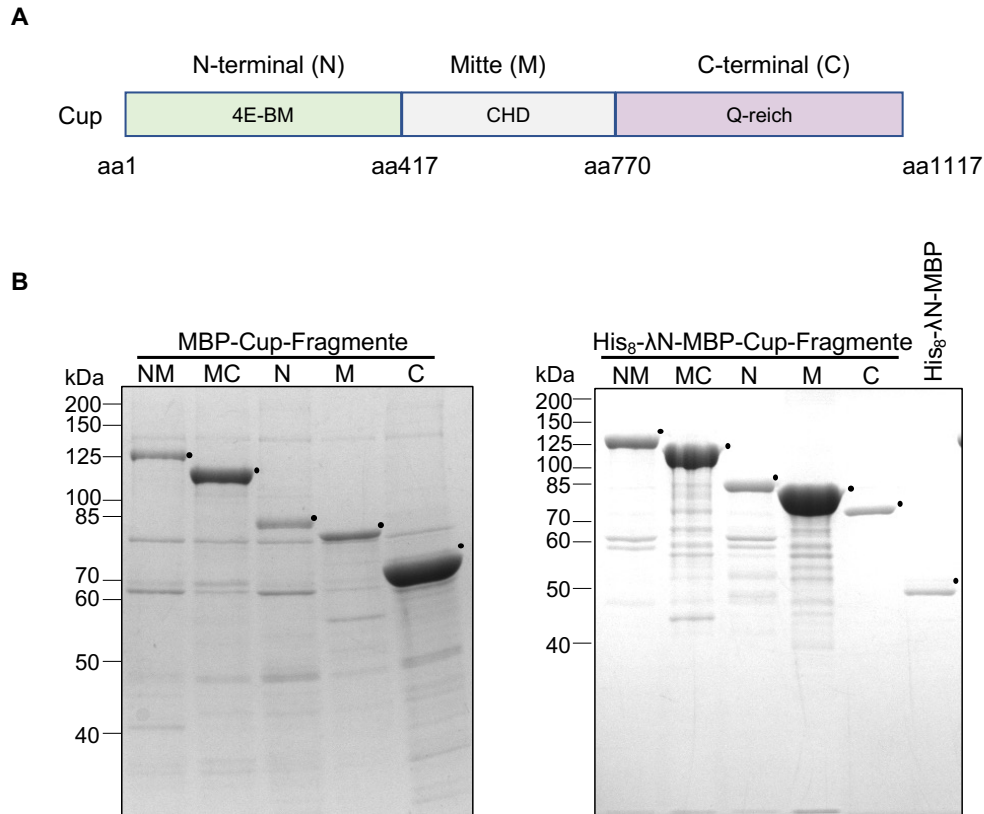 A
N-terminal (N) Mitte (M) C-terminal (C)
Cup 4E-BM CHD Q-reich
aa1 aa417 aa770 aa1117
B
MBP-Cup-Fragmente
kDa NM MC N M C
200
150
125
100
85
70
60
50
40
His₈-λN-MBP-Cup-Fragmente
His₈-λN-MBP
kDa NM MC N M C
200
150
125
100
85
70
60
50
40